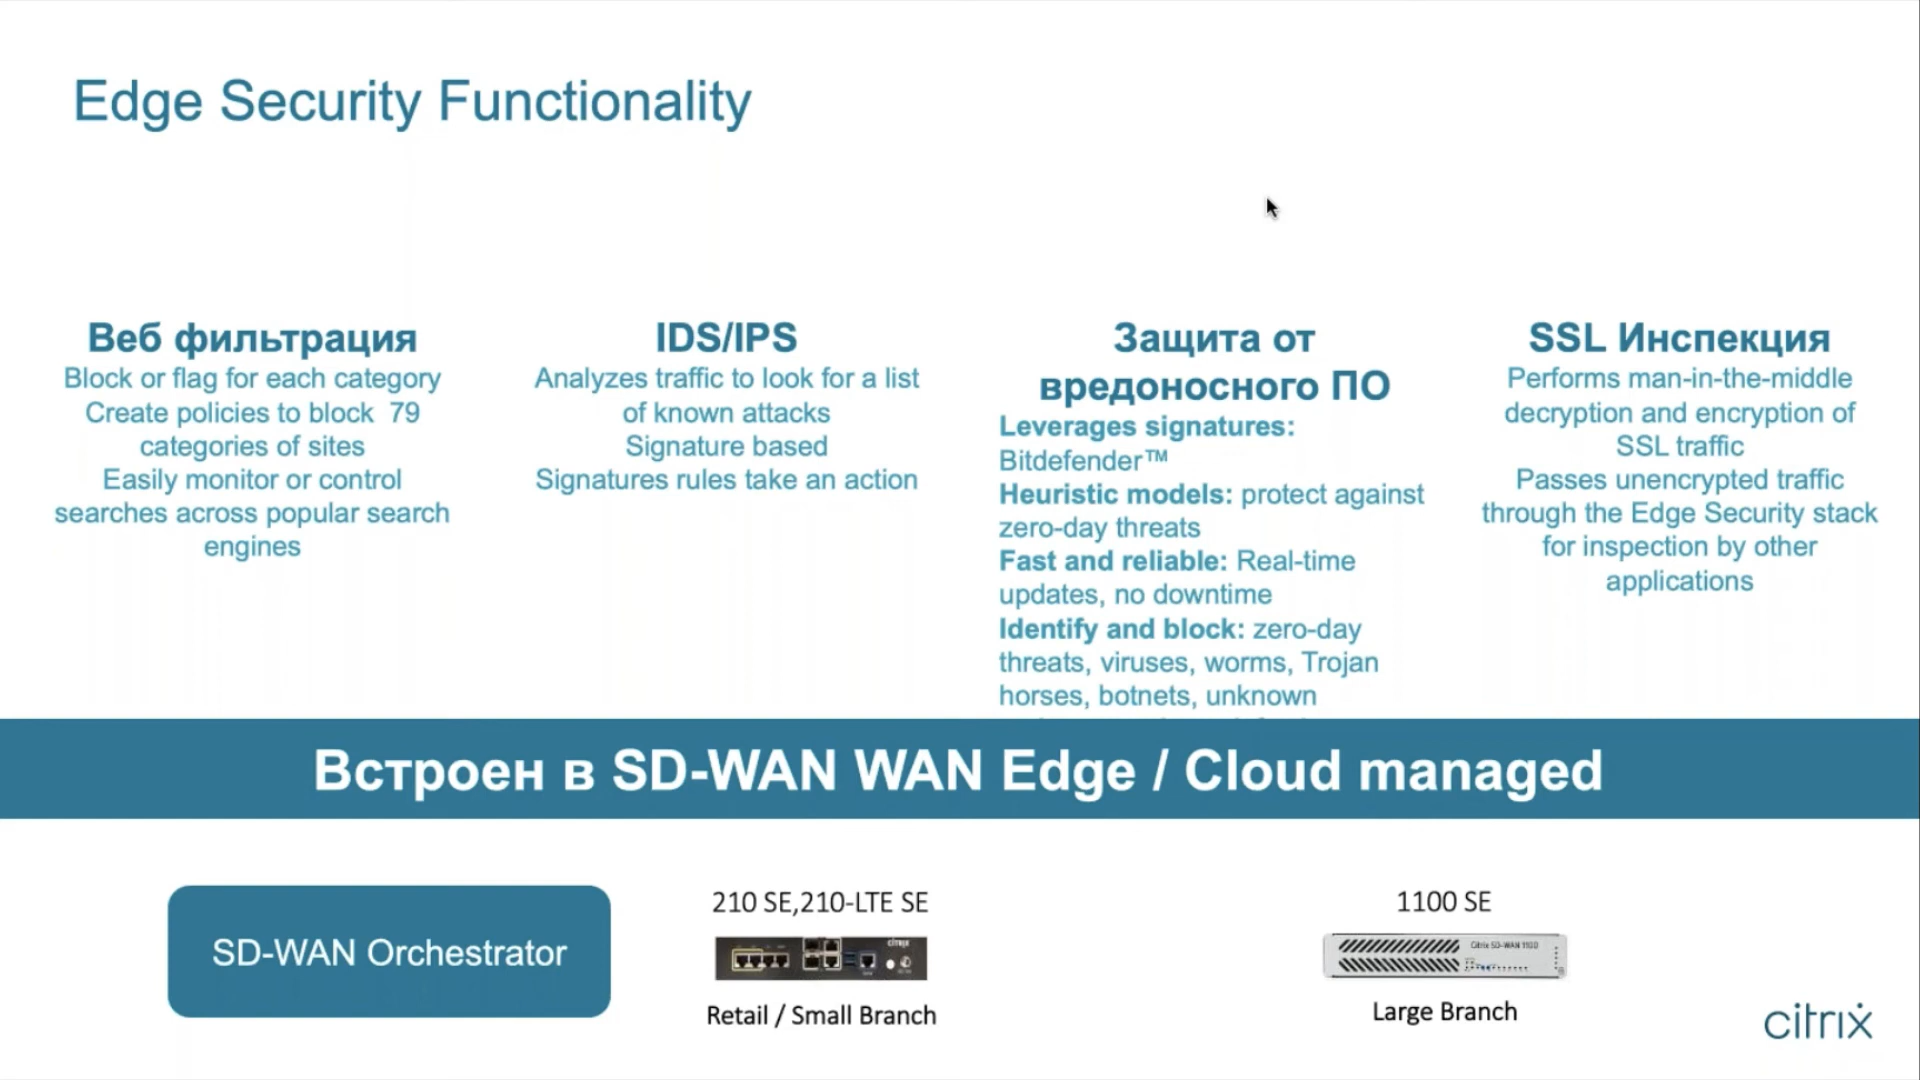 Edge Security Functionality
Веб фильтрация
Block or flag for each category
Create policies to block  79
categories of sites
Easily monitor or control
searches across popular search
engines
IDS/IPS
Analyzes traffic to look for a list
of known attacks
Signature based
Signatures rules take an action
Защита от
вредоносного ПО
Leverages signatures:
Bitdefender™
Heuristic models: protect against
zero-day threats
Fast and reliable: Real-time
updates, no downtime
Identify and block: zero-day
threats, viruses, worms, Trojan
horses, botnets, unknown
SSL Инспекция
Performs man-in-the-middle
decryption and encryption of
SSL traffic
Passes unencrypted traffic
through the Edge Security stack
for inspection by other
applications
Встроен в SD-WAN WAN Edge / Cloud managed
SD-WAN Orchestrator
210 SE,210-LTE SE
citrix
Retail / Small Branch
1100 SE
Citrix SD-WAN 1100
Large Branch
citrix